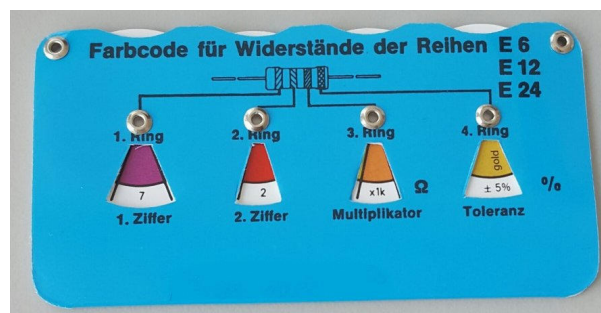 Farbcode für Widerstände der Reihen E 6
E 12
E 24
1. Ring 2. Ring 3. Ring 4. Ring
7 2 x1k Ω gold ± 5% %
1. Ziffer 2. Ziffer Multiplikator Toleranz